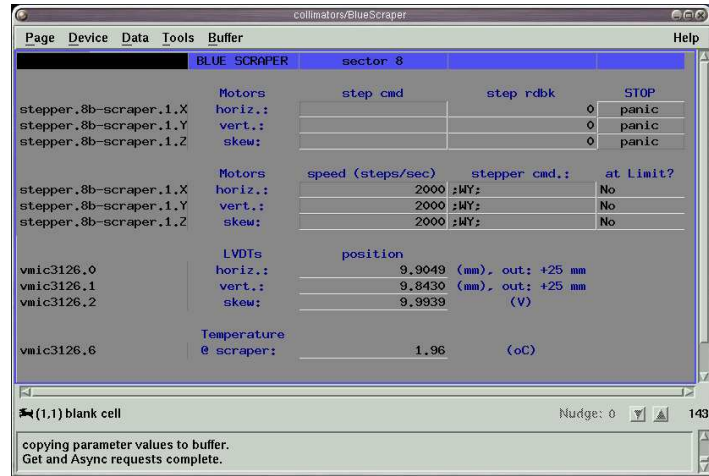 collimators/BlueScraper
Page Device Data Tools Buffer Help
BLUE SCRAPER sector 8
Motors step cmd step rdbk STOP
stepper.8b-scraper.1.X horiz.: 0 panic
stepper.8b-scraper.1.Y vert.: 0 panic
stepper.8b-scraper.1.Z skew: 0 panic
Motors speed (steps/sec) stepper cmd.: at Limit?
stepper.8b-scraper.1.X horiz.: 2000 ;WY; No
stepper.8b-scraper.1.Y vert.: 2000 ;WY; No
stepper.8b-scraper.1.Z skew: 2000 ;WY; No
LVDTs position
vmic3126.0 horiz.: 9.9049 (mm), out: +25 mm
vmic3126.1 vert.: 9.8430 (mm), out: +25 mm
vmic3126.2 skew: 9.9939 (V)
Temperature
vmic3126.6 @ scraper: 1.96 (oC)
(1,1) blank cell Nudge: 0 143
copying parameter values to buffer.
Get and Async requests complete.